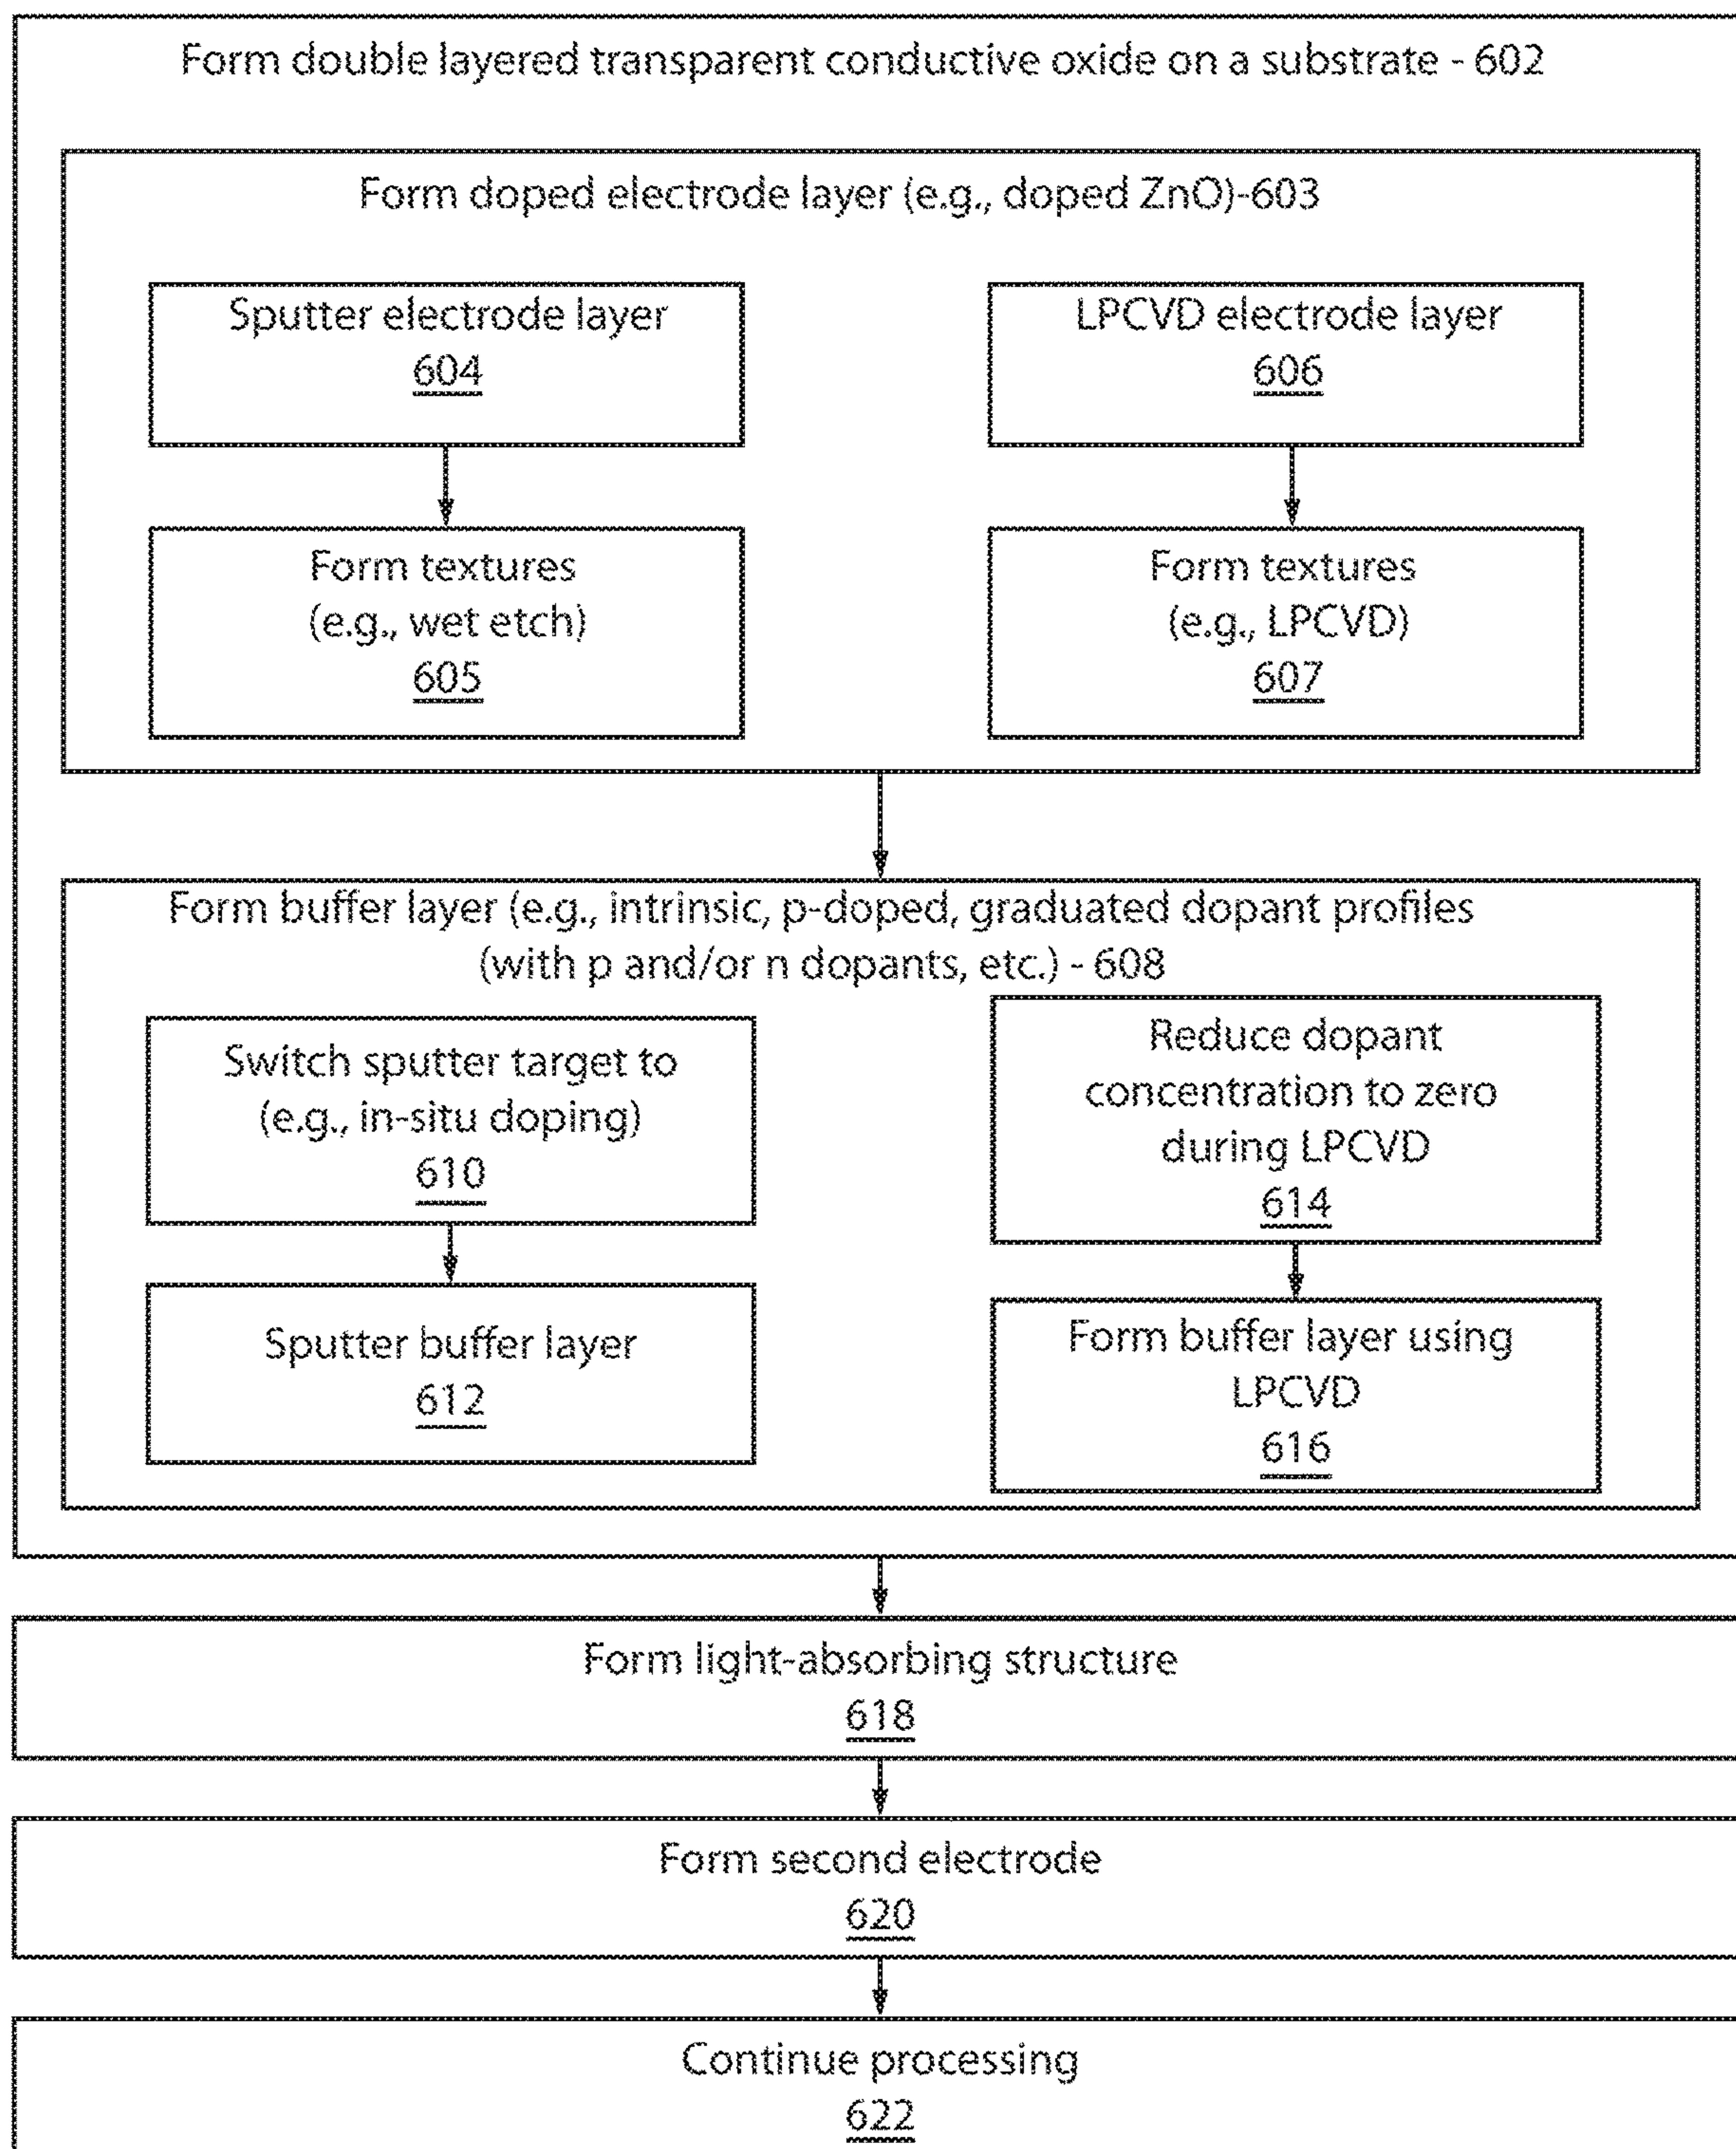 Form double layered transparent conductive oxide on a substrate - 602
Form doped electrode layer (e.g., doped ZnO)-603
Sputter electrode layer
604
LPCVD electrode layer
606
Form textures
(e.g., wet etch)
605
Form textures
(e.g., LPCVD)
607
Form buffer layer (e.g., intrinsic, p-doped, graduated dopant profiles
(with p and/or n dopants, etc.) - 608
Switch sputter target to
(e.g., in-situ doping)
610
Reduce dopant
concentration to zero
during LPCVD
614
Sputter buffer layer
612
Form buffer layer using
LPCVD
616
Form light-absorbing structure
618
Form second electrode
620
Continue processing
622